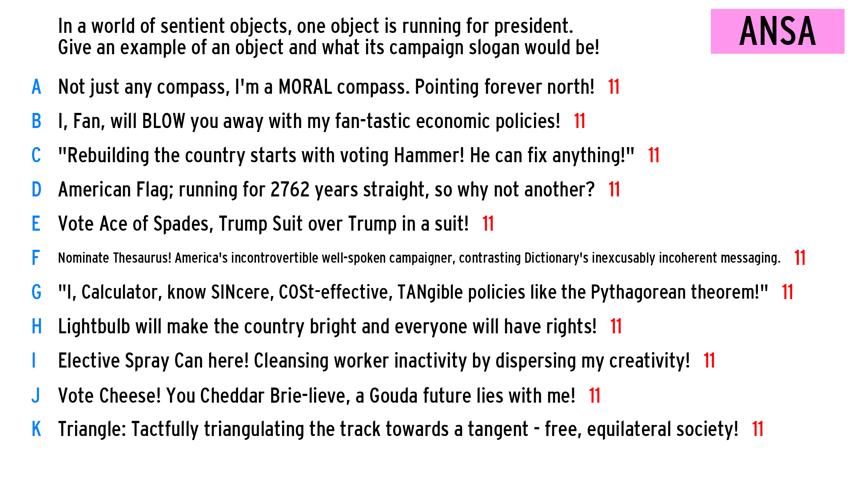 In a world of sentient objects, one object is running for president.
Give an example of an object and what its campaign slogan would be!
ANSA
A Not just any compass, I'm a MORAL compass. Pointing forever north! 11
B I, Fan, will BLOW you away with my fan-tastic economic policies! 11
C "Rebuilding the country starts with voting Hammer! He can fix anything!" 11
D American Flag; running for 2762 years straight, so why not another? 11
E Vote Ace of Spades, Trump Suit over Trump in a suit! 11
F Nominate Thesaurus! America's incontrovertible well-spoken campaigner, contrasting Dictionary's inexcusably incoherent messaging. 11
G "I, Calculator, know SINcere, COSt-effective, TANgible policies like the Pythagorean theorem!" 11
H Lightbulb will make the country bright and everyone will have rights! 11
I Elective Spray Can here! Cleansing worker inactivity by dispersing my creativity! 11
J Vote Cheese! You Cheddar Brie-lieve, a Gouda future lies with me! 11
K Triangle: Tactfully triangulating the track towards a tangent - free, equilateral society! 11